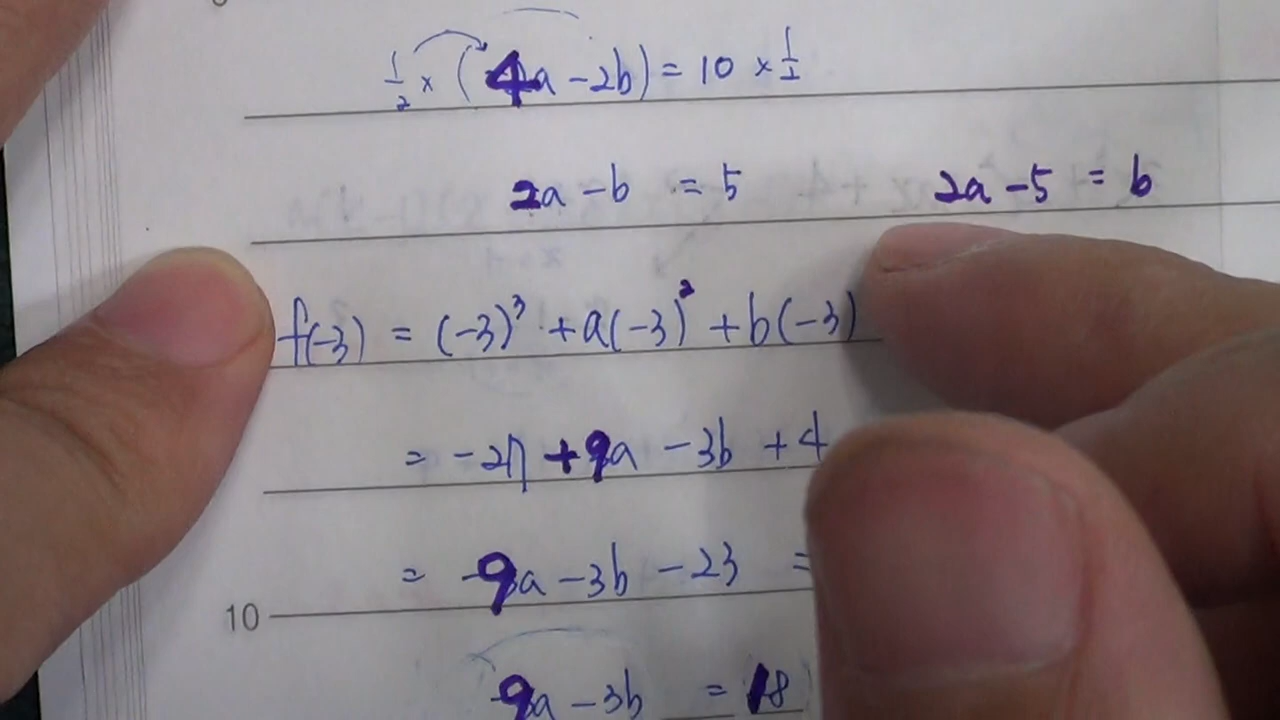 ½ × (4a − 2b) = 10 × ½
2a − b = 5    2a − 5 = b
f(-3) = (-3)³ + a(-3)² + b(-3)
= -27 + 9a − 3b + 4
= 9a − 3b − 23 =
10
9a − 3b = 18